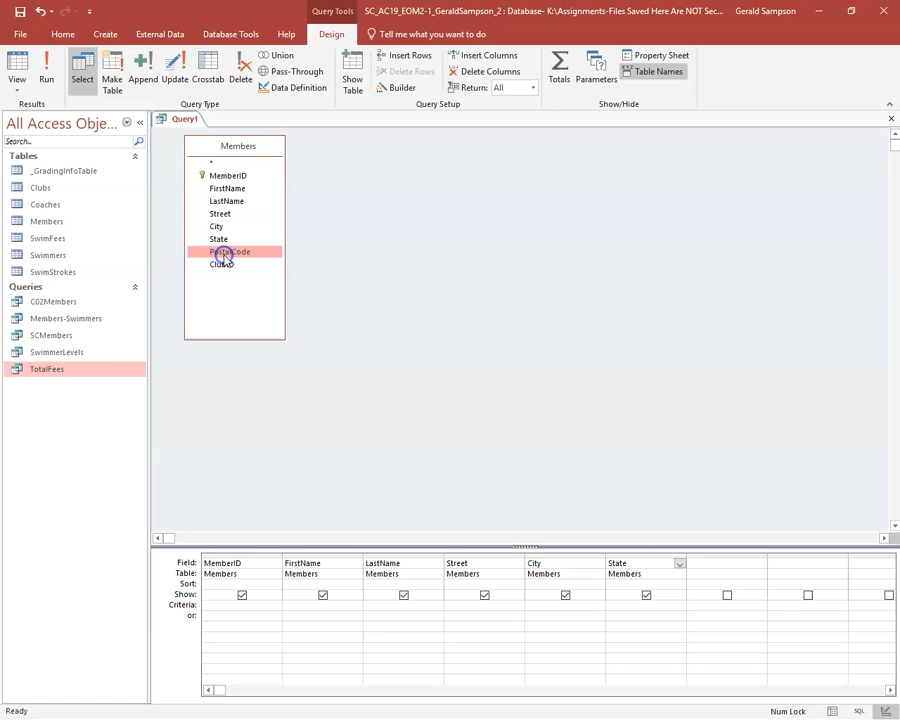 Query Tools
SC_AC19_EOM2-1_GeraldSampson_2 : Database- K:\Assignments-Files Saved Here Are NOT Sec...
Gerald Sampson
File
Home
Create
External Data
Database Tools
Help
Design
Tell me what you want to do
View
Run
Select
Make Table
Append
Update
Crosstab
Delete
Union
Pass-Through
Data Definition
Show Table
Insert Rows
Delete Rows
Builder
Insert Columns
Delete Columns
Return: All
Totals
Parameters
Property Sheet
Table Names
Results
Query Type
Query Setup
Show/Hide
All Access Obje...
Search...
Tables
_GradingInfoTable
Clubs
Coaches
Members
SwimFees
Swimmers
SwimStrokes
Queries
C02Members
Members-Swimmers
SCMembers
SwimmerLevels
TotalFees
Query1
Members
*
MemberID
FirstName
LastName
Street
City
State
PostalCode
ClubID
Field: MemberID FirstName LastName Street City State
Table: Members Members Members Members Members Members
Sort:
Show:
Criteria:
or:
Ready
Num Lock
SQL